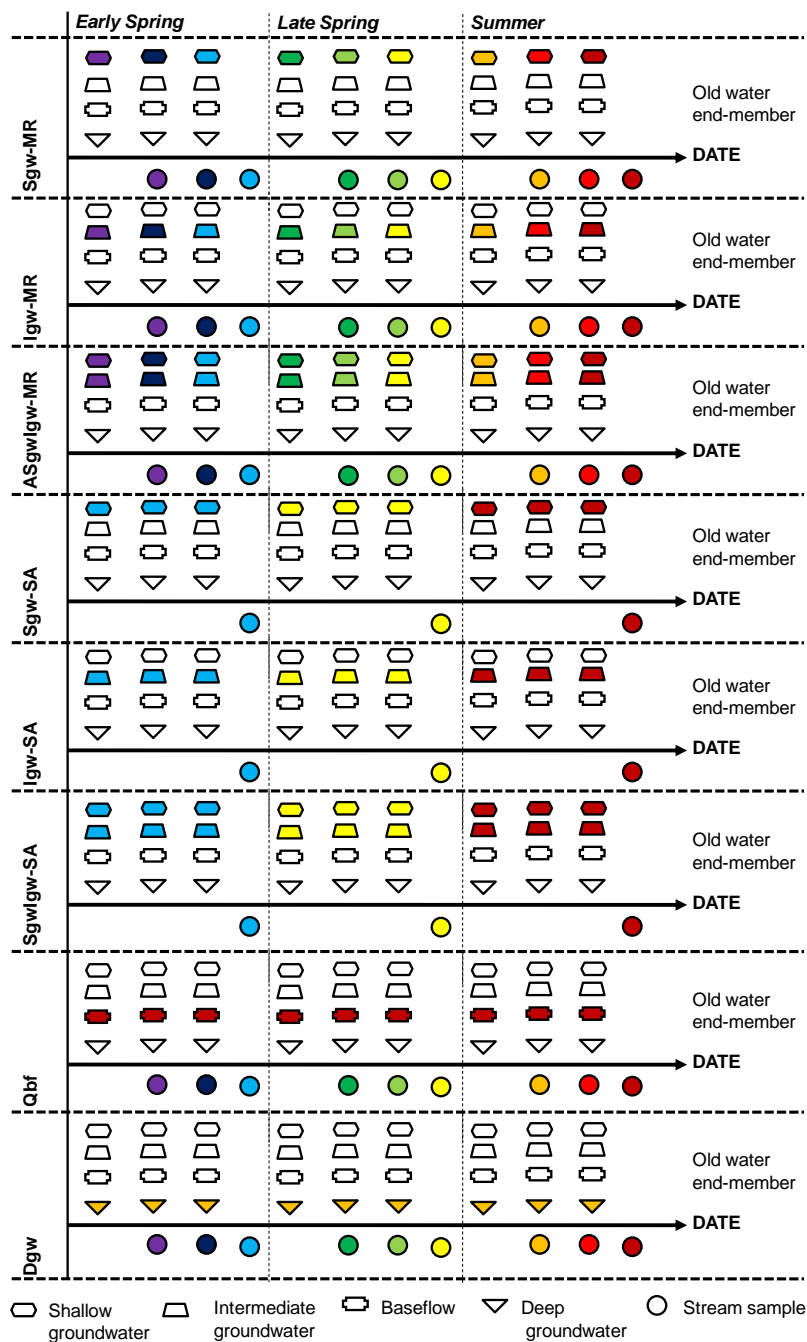 Early Spring
Late Spring
Summer
Sgw-MR
Old water
end-member
DATE
Igw-MR
Old water
end-member
DATE
ASgwIgw-MR
Old water
end-member
DATE
Sgw-SA
Old water
end-member
DATE
Igw-SA
Old water
end-member
DATE
SgwIgw-SA
Old water
end-member
DATE
Qbf
Old water
end-member
DATE
Dgw
Old water
end-member
DATE
Shallow
groundwater
Intermediate
groundwater
Baseflow
Deep
groundwater
Stream sample